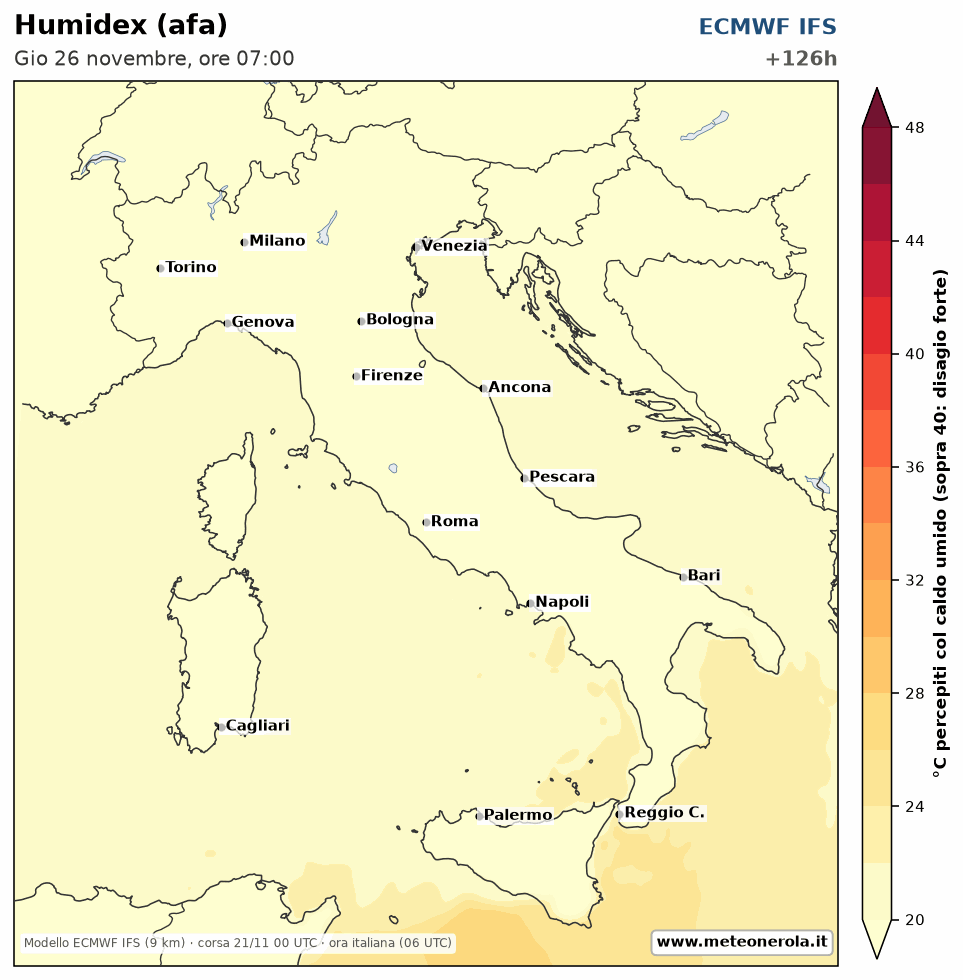 Humidex (afa)
ECMWF IFS
Gio 26 novembre, ore 07:00
+126h
Milano
Venezia
Torino
Genova
Bologna
Firenze
Ancona
Pescara
Roma
Bari
Napoli
Cagliari
Palermo
Reggio C.
48
44
40
36
32
28
24
20
°C percepiti col caldo umido (sopra 40: disagio forte)
Modello ECMWF IFS (9 km) · corsa 21/11 00 UTC · ora italiana (06 UTC)
www.meteonerola.it